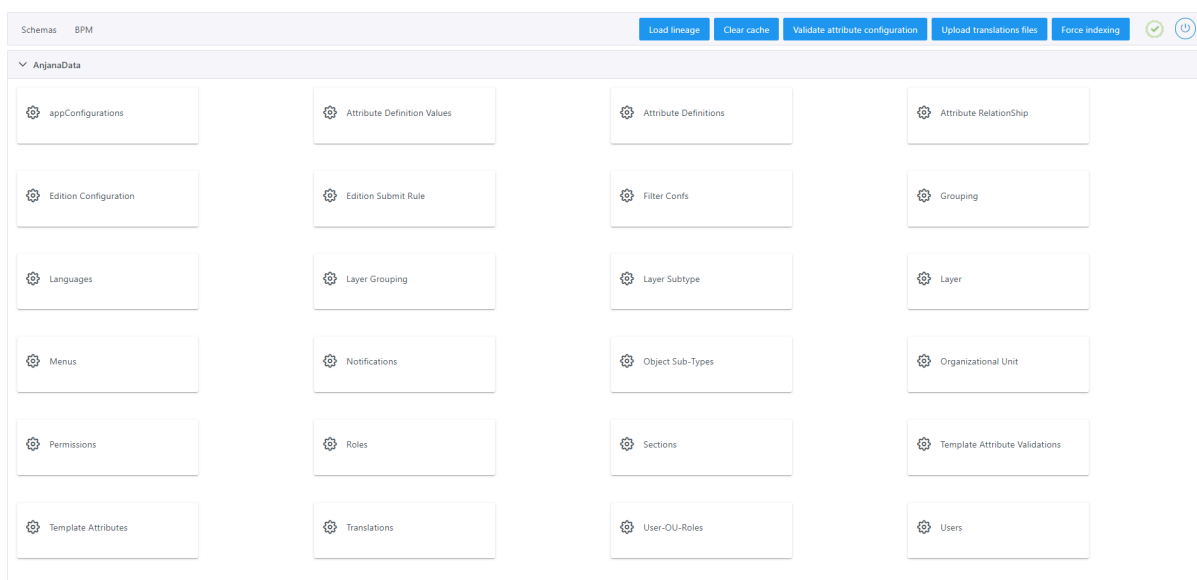 Schemas BPM Load lineage Clear cache Validate attribute configuration Upload translations files Force indexing
AnjanaData
appConfigurations Attribute Definition Values Attribute Definitions Attribute RelationShip
Edition Configuration Edition Submit Rule Filter Confs Grouping
Languages Layer Grouping Layer Subtype Layer
Menus Notifications Object Sub-Types Organizational Unit
Permissions Roles Sections Template Attribute Validations
Template Attributes Translations User-OU-Roles Users